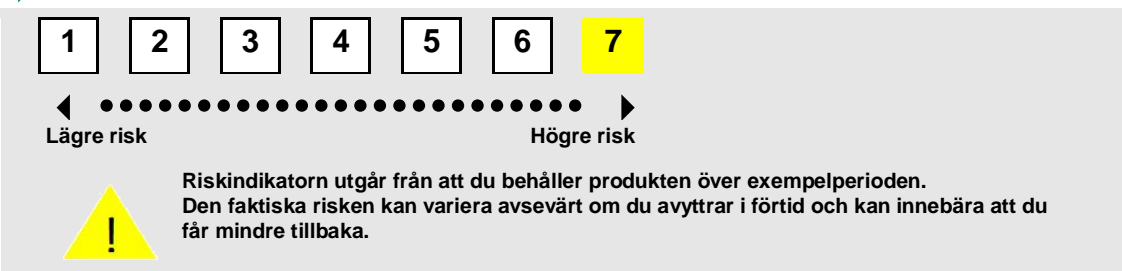 1 2 3 4 5 6 7
Lägre risk Högre risk
Riskindikatorn utgår från att du behåller produkten över exempelperioden.
Den faktiska risken kan variera avsevärt om du avyttrar i förtid och kan innebära att du
får mindre tillbaka.
!